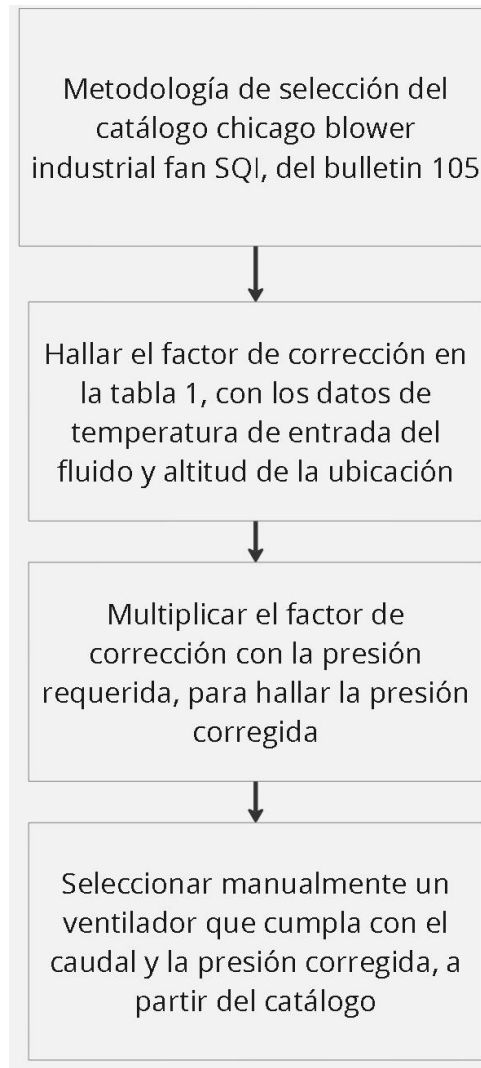 Metodología de selección del
catálogo chicago blower
industrial fan SQI, del bulletin 105
Hallar el factor de corrección en
la tabla 1, con los datos de
temperatura de entrada del
fluido y altitud de la ubicación
Multiplicar el factor de
corrección con la presión
requerida, para hallar la presión
corregida
Seleccionar manualmente un
ventilador que cumpla con el
caudal y la presión corregida, a
partir del catálogo